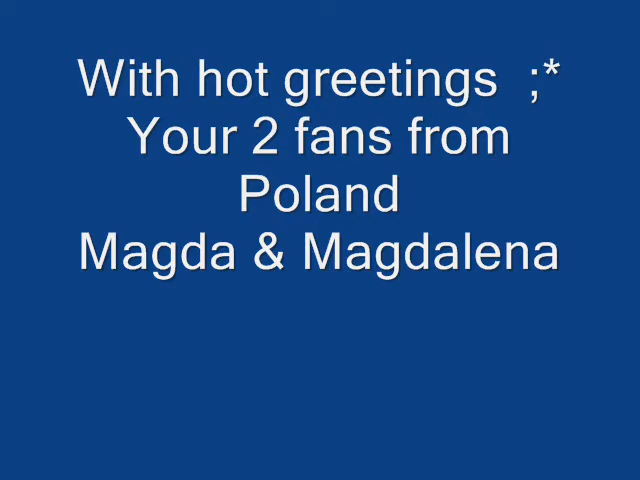 With hot greetings  ;*
Your 2 fans from
Poland
Magda & Magdalena